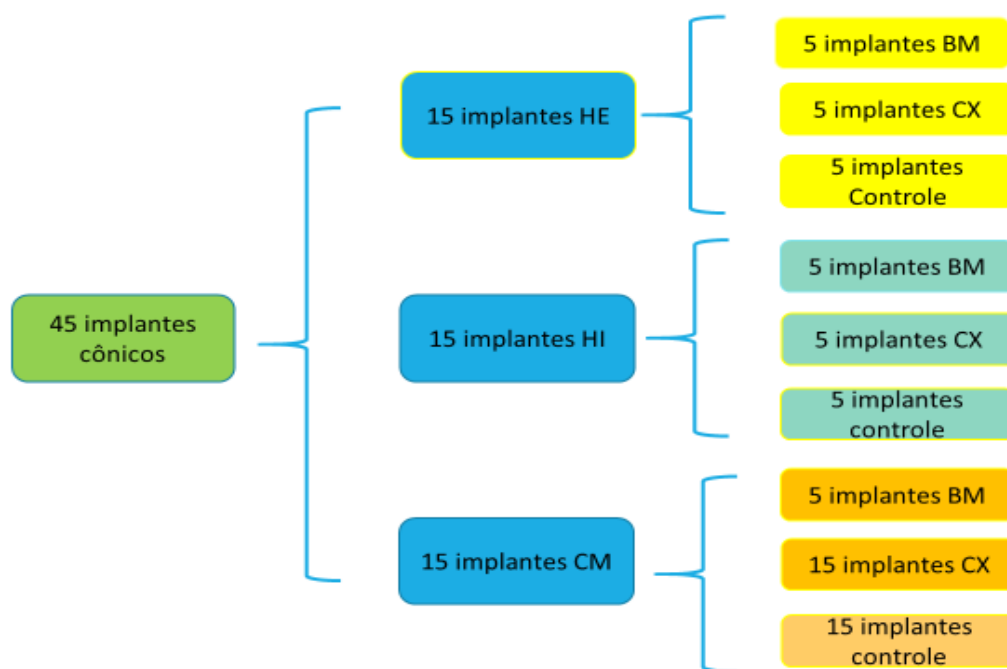 45 implantes
cônicos
15 implantes HE
5 implantes BM
5 implantes CX
5 implantes
Controle
15 implantes HI
5 implantes BM
5 implantes CX
5 implantes
controle
15 implantes CM
5 implantes BM
15 implantes CX
15 implantes
controle